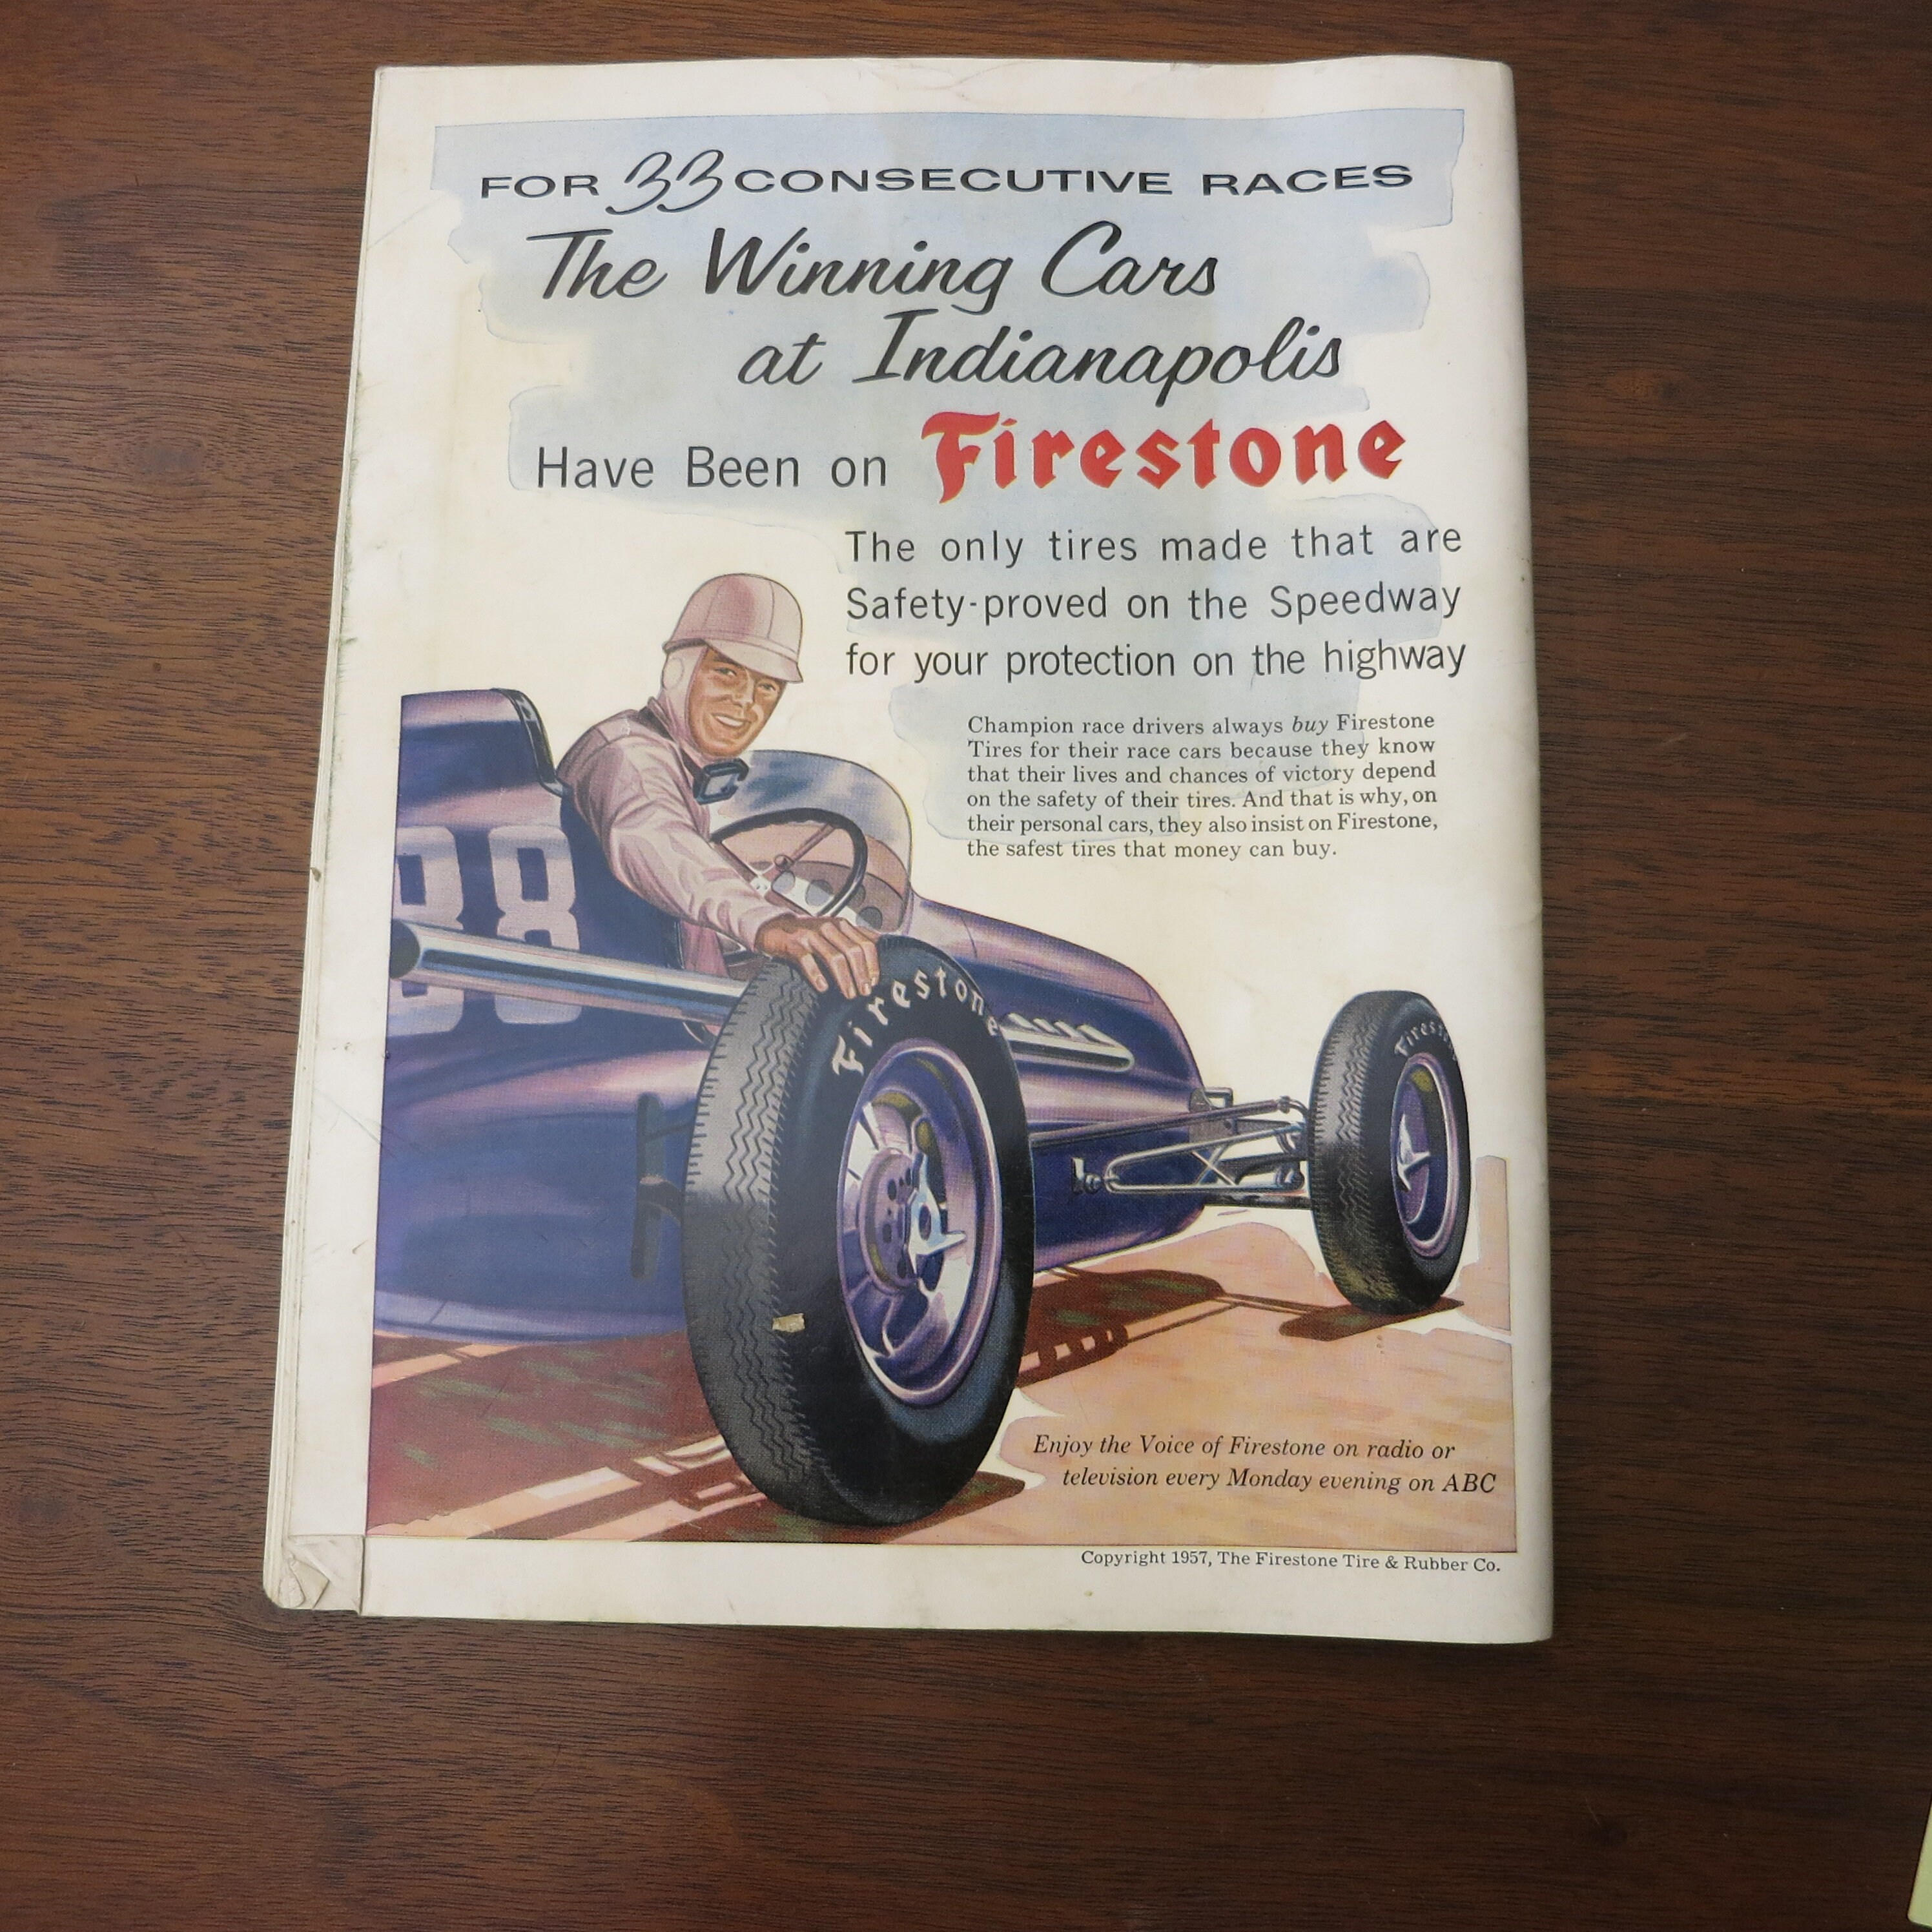 FOR 33 CONSECUTIVE RACES
The Winning Cars
at Indianapolis
Have Been on Firestone
The only tires made that are
Safety-proved on the Speedway
for your protection on the highway
Champion race drivers always buy Firestone
Tires for their race cars because they know
that their lives and chances of victory depend
on the safety of their tires. And that is why, on
their personal cars, they also insist on Firestone,
the safest tires that money can buy.
88
Firestone
Firesto
Enjoy the Voice of Firestone on radio or
television every Monday evening on ABC
Copyright 1957, The Firestone Tire & Rubber Co.